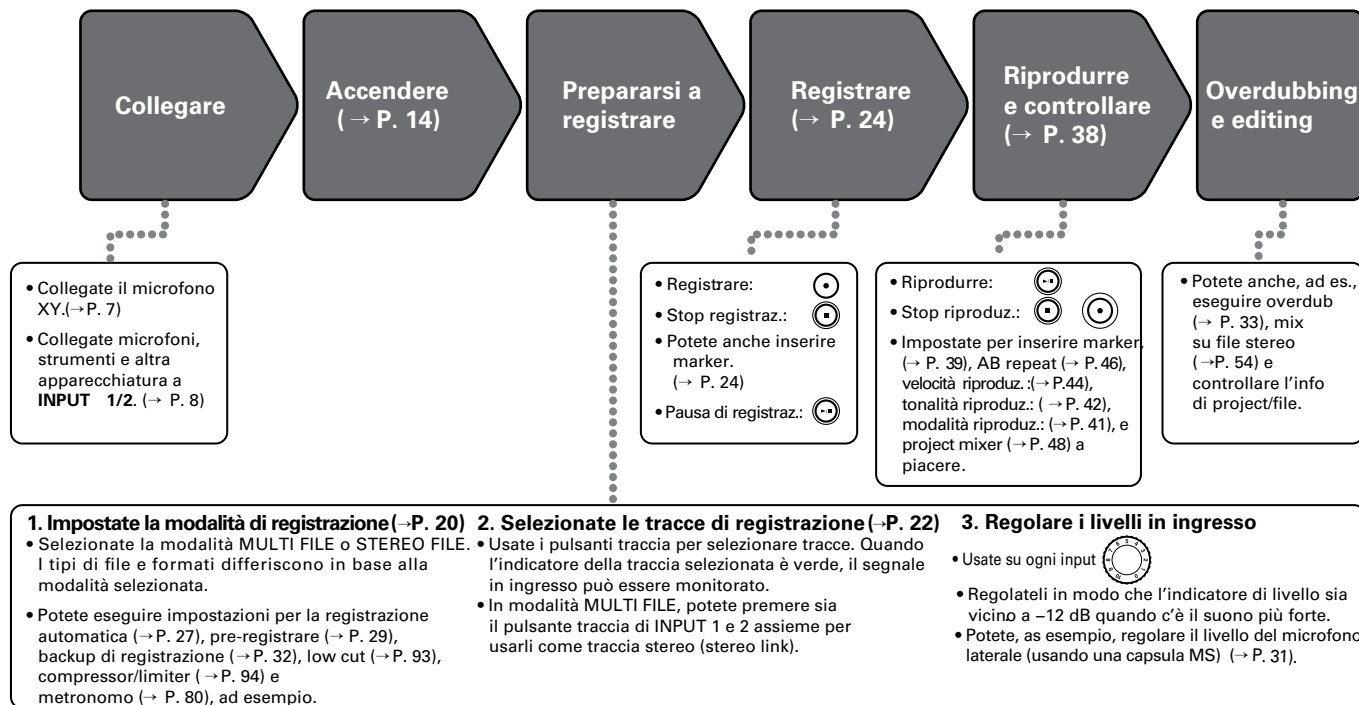 Collegare
Accendere
(→ P. 14)
Prepararsi a
registrare
Registrare
(→ P. 24)
Riprodurre
e controllare
(→ P. 38)
Overdubbing
e editing
• Collegate il microfono
XY.(→P. 7)
• Collegate microfoni,
strumenti e altra
apparecchiatura a
INPUT 1/2. (→ P. 8)
• Registrare:
• Stop registraz.:
• Potete anche inserire
marker.
(→ P. 24)
• Pausa di registraz.:
• Riprodurre:
• Stop riproduz.:
• Impostate per inserire marker,
(→ P. 39), AB repeat (→ P. 46),
velocità riproduz. :(→P.44),
tonalità riproduz.: ( → P. 42),
modalità riproduz.: (→ P. 41), e
project mixer (→ P. 48) a
piacere.
• Potete anche, ad es.,
eseguire overdub
(→ P. 33), mix
su file stereo
(→P. 54) e
controllare l'info
di project/file.
1. Impostate la modalità di registrazione (→P. 20)
• Selezionate la modalità MULTI FILE o STEREO FILE.
I tipi di file e formati differiscono in base alla
modalità selezionata.
• Potete eseguire impostazioni per la registrazione
automatica (→ P. 27), pre-registrare (→ P. 29),
backup di registrazione (→ P. 32), low cut (→ P. 93),
compressor/limiter ( → P. 94) e
metronomo (→ P. 80), ad esempio.
2. Selezionate le tracce di registrazione (→P. 22)
• Usate i pulsanti traccia per selezionare tracce. Quando
l'indicatore della traccia selezionata è verde, il segnale
in ingresso può essere monitorato.
• In modalità MULTI FILE, potete premere sia
il pulsante traccia di INPUT 1 e 2 assieme per
usarli come traccia stereo (stereo link).
3. Regolare i livelli in ingresso
• Usate su ogni input
• Regolateli in modo che l'indicatore di livello sia
vicino a –12 dB quando c'è il suono più forte.
• Potete, as esempio, regolare il livello del microfono
laterale (usando una capsula MS) (→ P. 31).